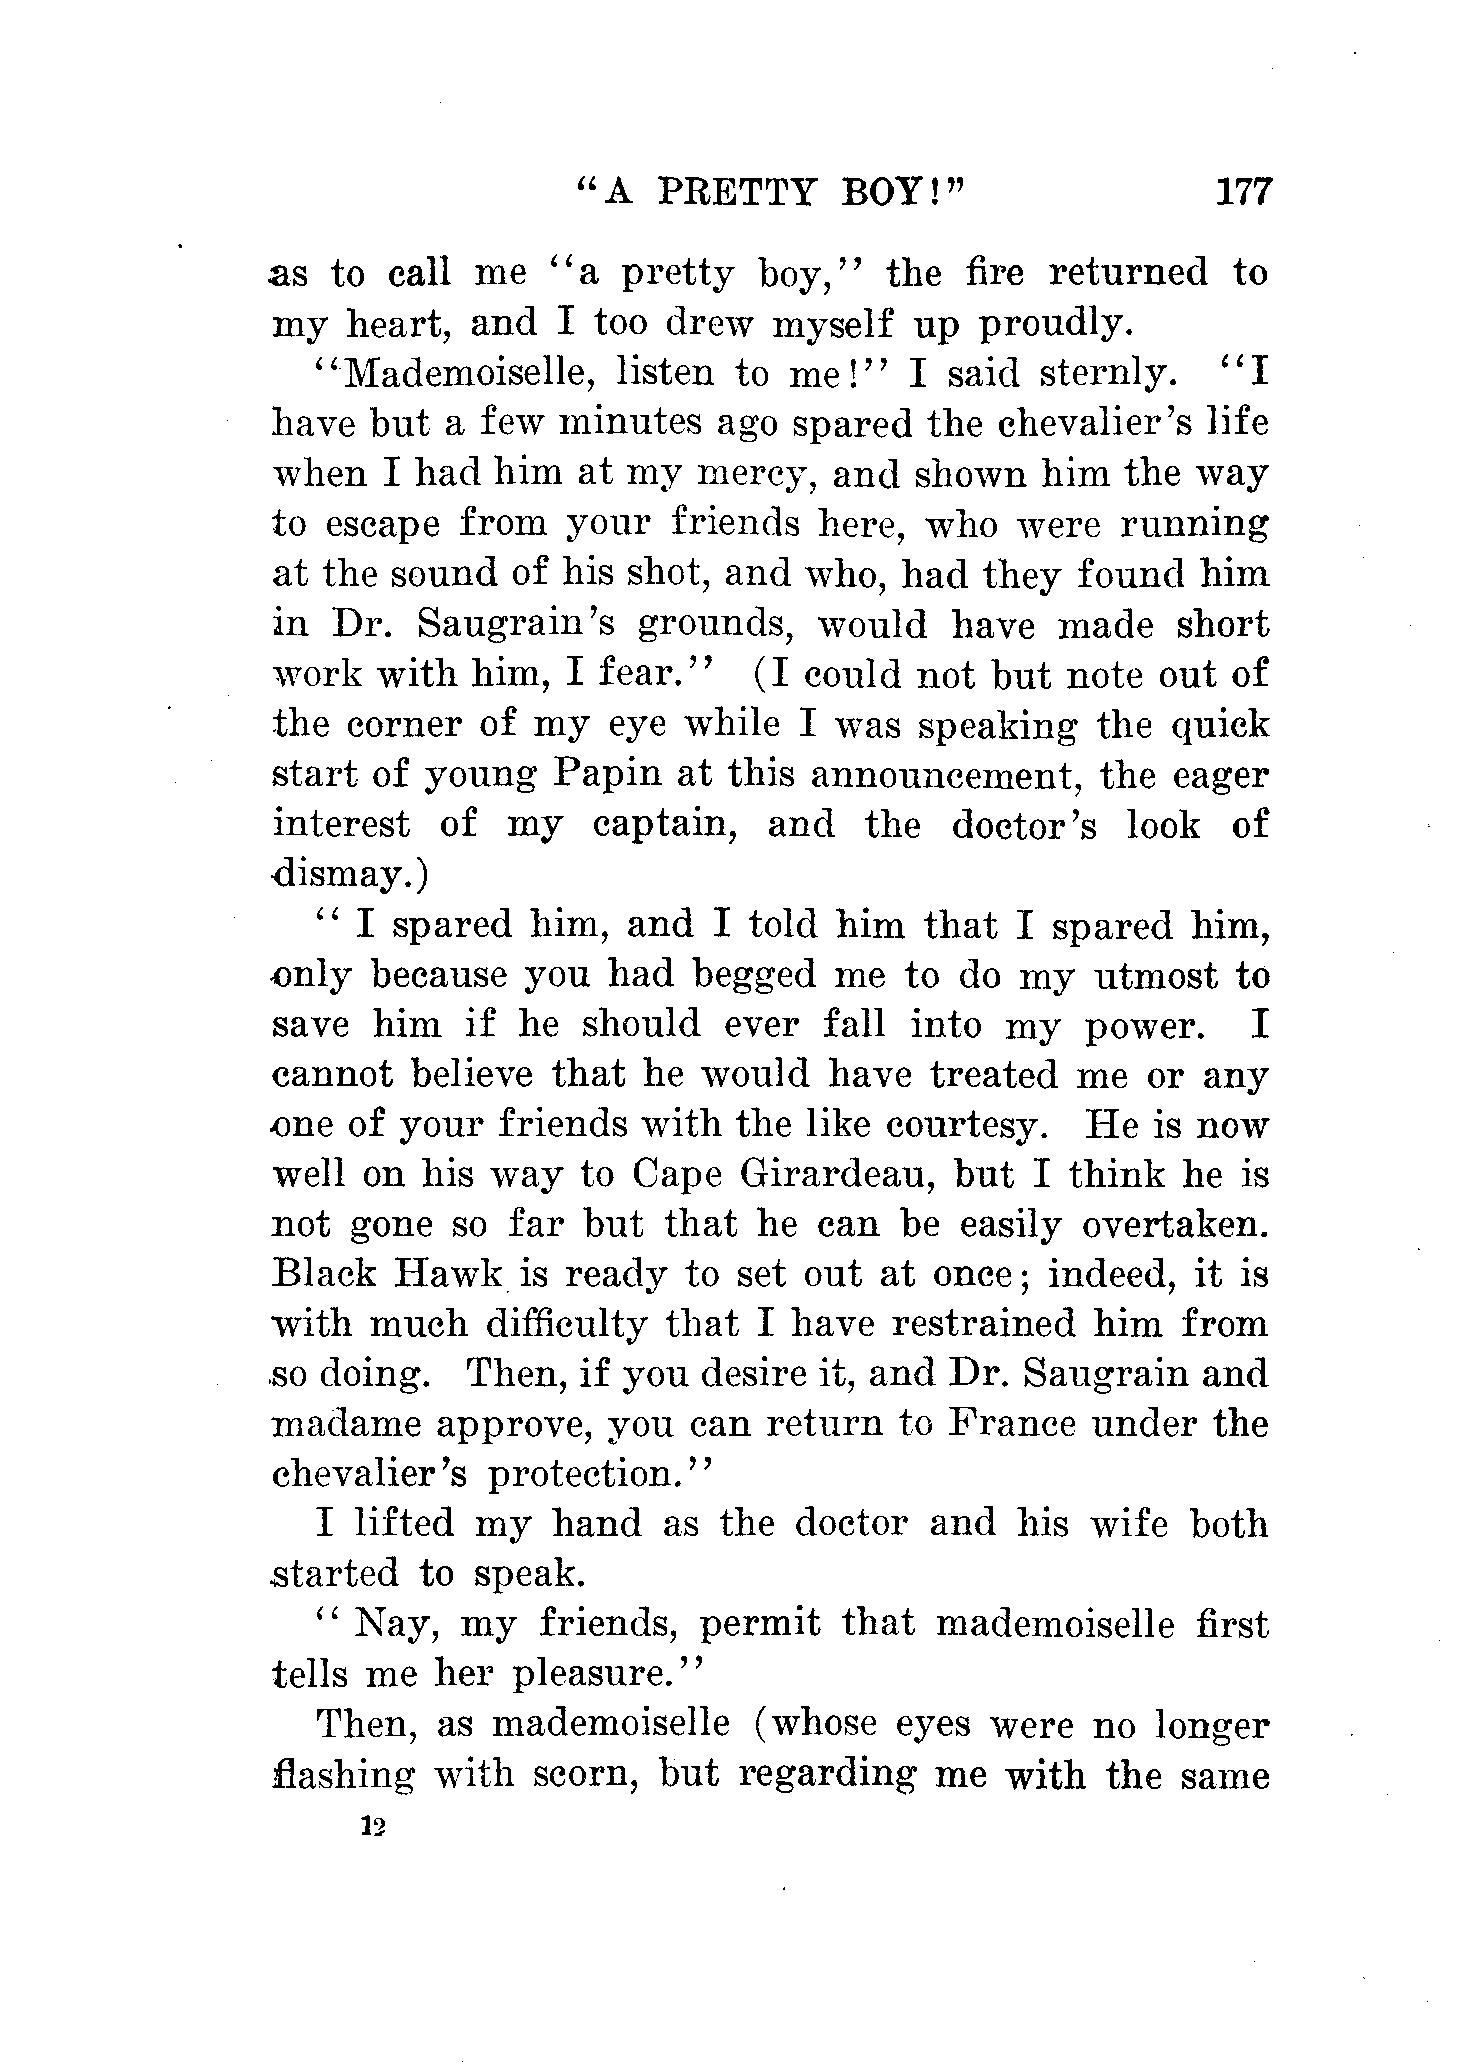 "A PRETTY BOY!" 177
as to call me "a pretty boy," the fire returned to
my heart, and I too drew myself up proudly.
"Mademoiselle, listen to me!" I said sternly. "I
have but a few minutes ago spared the chevalier's life
when I had him at my mercy, and shown him the way
to escape from your friends here, who were running
at the sound of his shot, and who, had they found him
in Dr. Saugrain's grounds, would have made short
work with him, I fear." (I could not but note out of
the corner of my eye while I was speaking the quick
start of young Papin at this announcement, the eager
interest of my captain, and the doctor's look of
dismay.)
"I spared him, and I told him that I spared him,
only because you had begged me to do my utmost to
save him if he should ever fall into my power. I
cannot believe that he would have treated me or any
one of your friends with the like courtesy. He is now
well on his way to Cape Girardeau, but I think he is
not gone so far but that he can be easily overtaken.
Black Hawk is ready to set out at once; indeed, it is
with much difficulty that I have restrained him from
so doing. Then, if you desire it, and Dr. Saugrain and
madame approve, you can return to France under the
chevalier's protection."
I lifted my hand as the doctor and his wife both
started to speak.
"Nay, my friends, permit that mademoiselle first
tells me her pleasure."
Then, as mademoiselle (whose eyes were no longer
flashing with scorn, but regarding me with the same
12